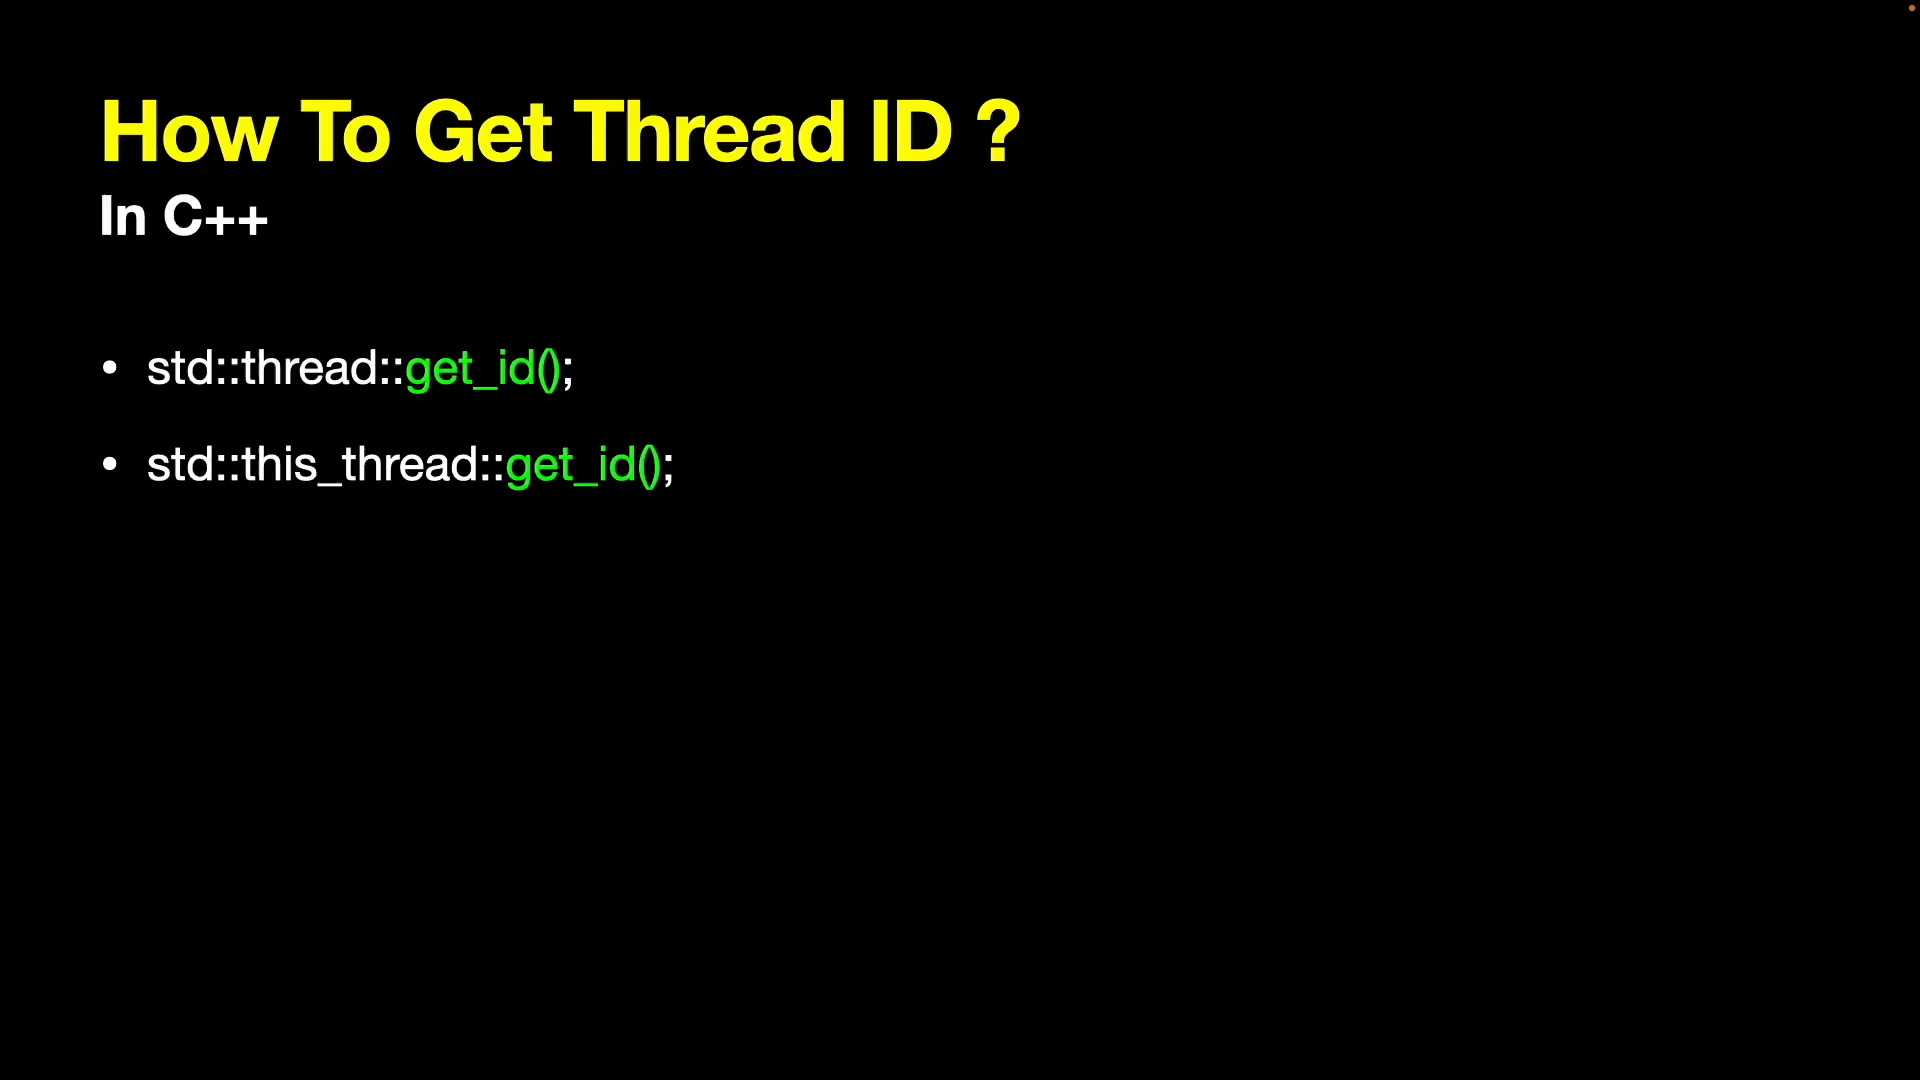 How To Get Thread ID ?
In C++
• std::thread::get_id();
• std::this_thread::get_id();